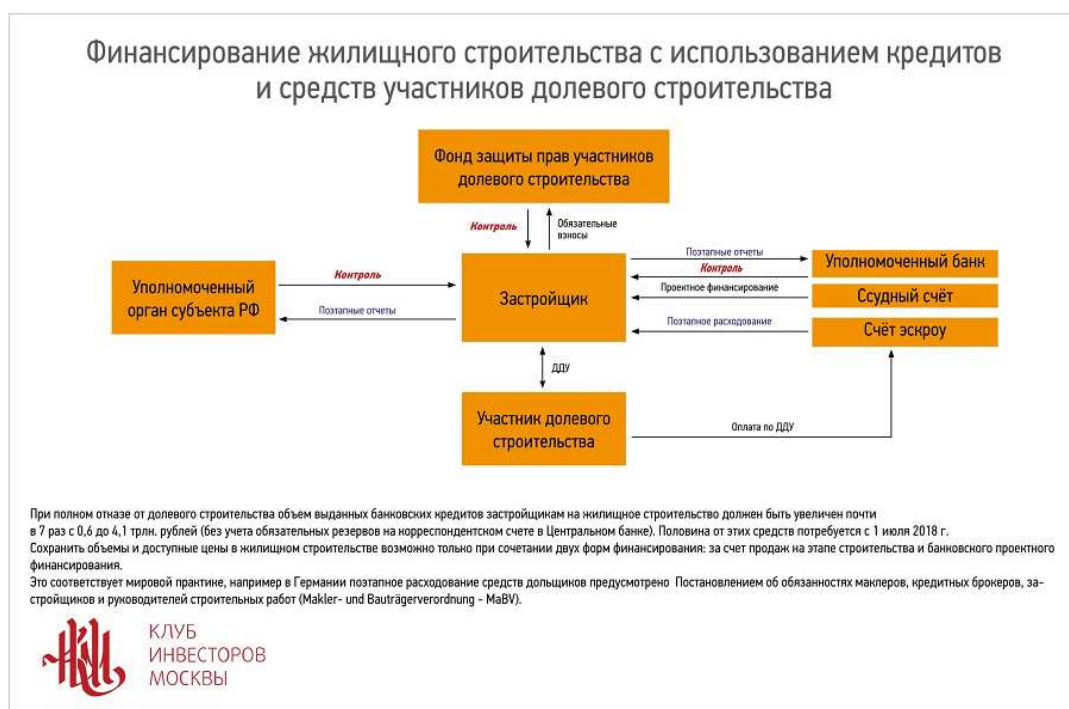 Финансирование жилищного строительства с использованием кредитов
и средств участников долевого строительства
Фонд защиты прав участников
долевого строительства
Контроль
Обязательные
взносы
Уполномоченный
орган субъекта РФ
Контроль
Поэтапные отчеты
Застройщик
Поэтапные отчеты
Контроль
Проектное финансирование
Поэтапное расходование
Уполномоченный банк
Ссудный счёт
Счёт эскроу
ДДУ
Участник долевого
строительства
Оплата по ДДУ
При полном отказе от долевого строительства объем выданных банковских кредитов застройщикам на жилищное строительство должен быть увеличен почти
в 7 раз с 0,6 до 4,1 трлн. рублей (без учета обязательных резервов на корреспондентском счете в Центральном банке). Половина от этих средств потребуется с 1 июля 2018 г.
Сохранить объемы и доступные цены в жилищном строительстве возможно только при сочетании двух форм финансирования: за счет продаж на этапе строительства и банковского проектного
финансирования.
Это соответствует мировой практике, например в Германии поэтапное расходование средств дольщиков предусмотрено Постановлением об обязанностях маклеров, кредитных брокеров, за-
стройщиков и руководителей строительных работ (Makler- und Bauträgerverordnung - MaBV).
КЛУБ
ИНВЕСТОРОВ
МОСКВЫ